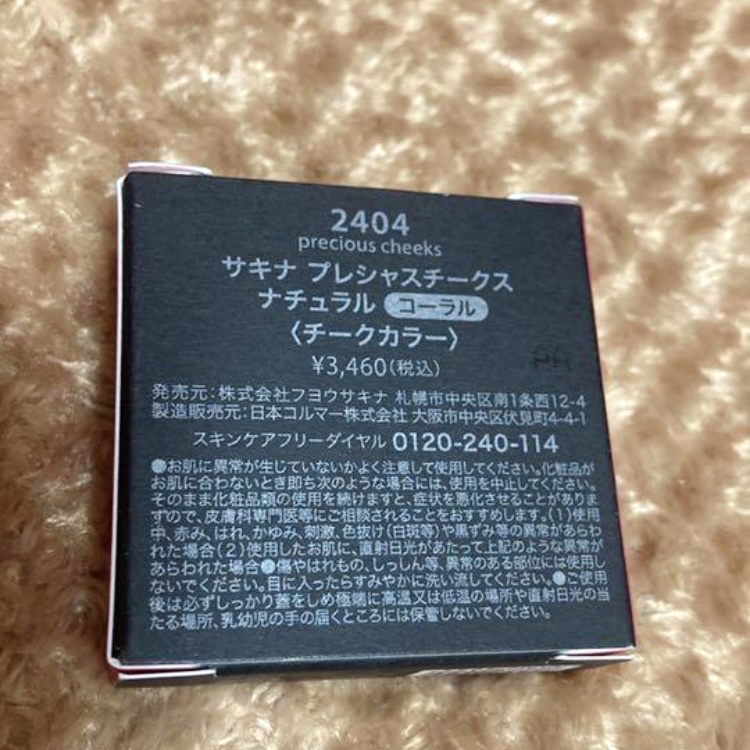 2404
precious cheeks
サキナ プレシャスチークス
ナチュラル コーラル
〈チークカラー〉
¥3,460(税込)
発売元:株式会社フヨウサキナ 札幌市中央区南1条西12-4
製造販売元:日本コルマー株式会社 大阪市中央区伏見町4-4-1
スキンケアフリーダイヤル 0120-240-114
●お肌に異常が生じていないかよく注意して使用してください。化粧品が
お肌に合わないとき即ち次のような場合には、使用を中止してください。
そのまま化粧品類の使用を続けますと、症状を悪化させることがありま
すので、皮膚科専門医等にご相談されることをおすすめします。(1)使用
中、赤み、はれ、かゆみ、刺激、色抜け(白斑等)や黒ずみ等の異常があらわ
れた場合(2)使用したお肌に、直射日光があたって上記のような異常が
あらわれた場合●傷やはれもの、しっしん等、異常のある部位には使用し
ないでください。目に入ったらすみやかに洗い流してください。●ご使用
後は必ずしっかり蓋をしめ極端に高温又は低温の場所や直射日光の当
たる場所、乳幼児の手の届くところには保管しないでください。